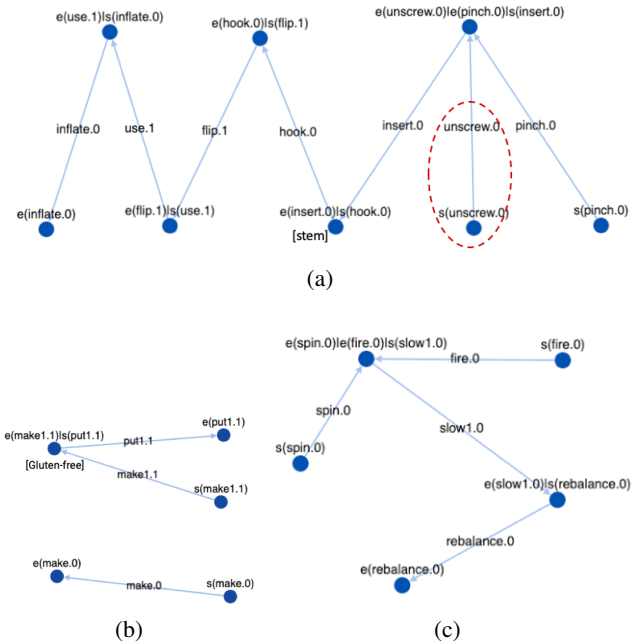 e(use.1)|s(inflate.0)
e(hook.0)|s(flip.1)
e(unscrew.0)|e(pinch.0)|s(insert.0)
inflate.0
use.1
flip.1
hook.0
insert.0
unscrew.0
pinch.0
e(inflate.0)
e(flip.1)|s(use.1)
e(insert.0)|s(hook.0)
[stem]
s(unscrew.0)
s(pinch.0)
(a)
e(make1.1)|s(put1.1)
[Gluten-free]
put1.1
e(put1.1)
make1.1
s(make1.1)
e(make.0)
make.0
s(make.0)
(b)
e(spin.0)|e(fire.0)|s(slow1.0)
fire.0
s(fire.0)
spin.0
s(spin.0)
slow1.0
e(slow1.0)|s(rebalance.0)
rebalance.0
e(rebalance.0)
(c)